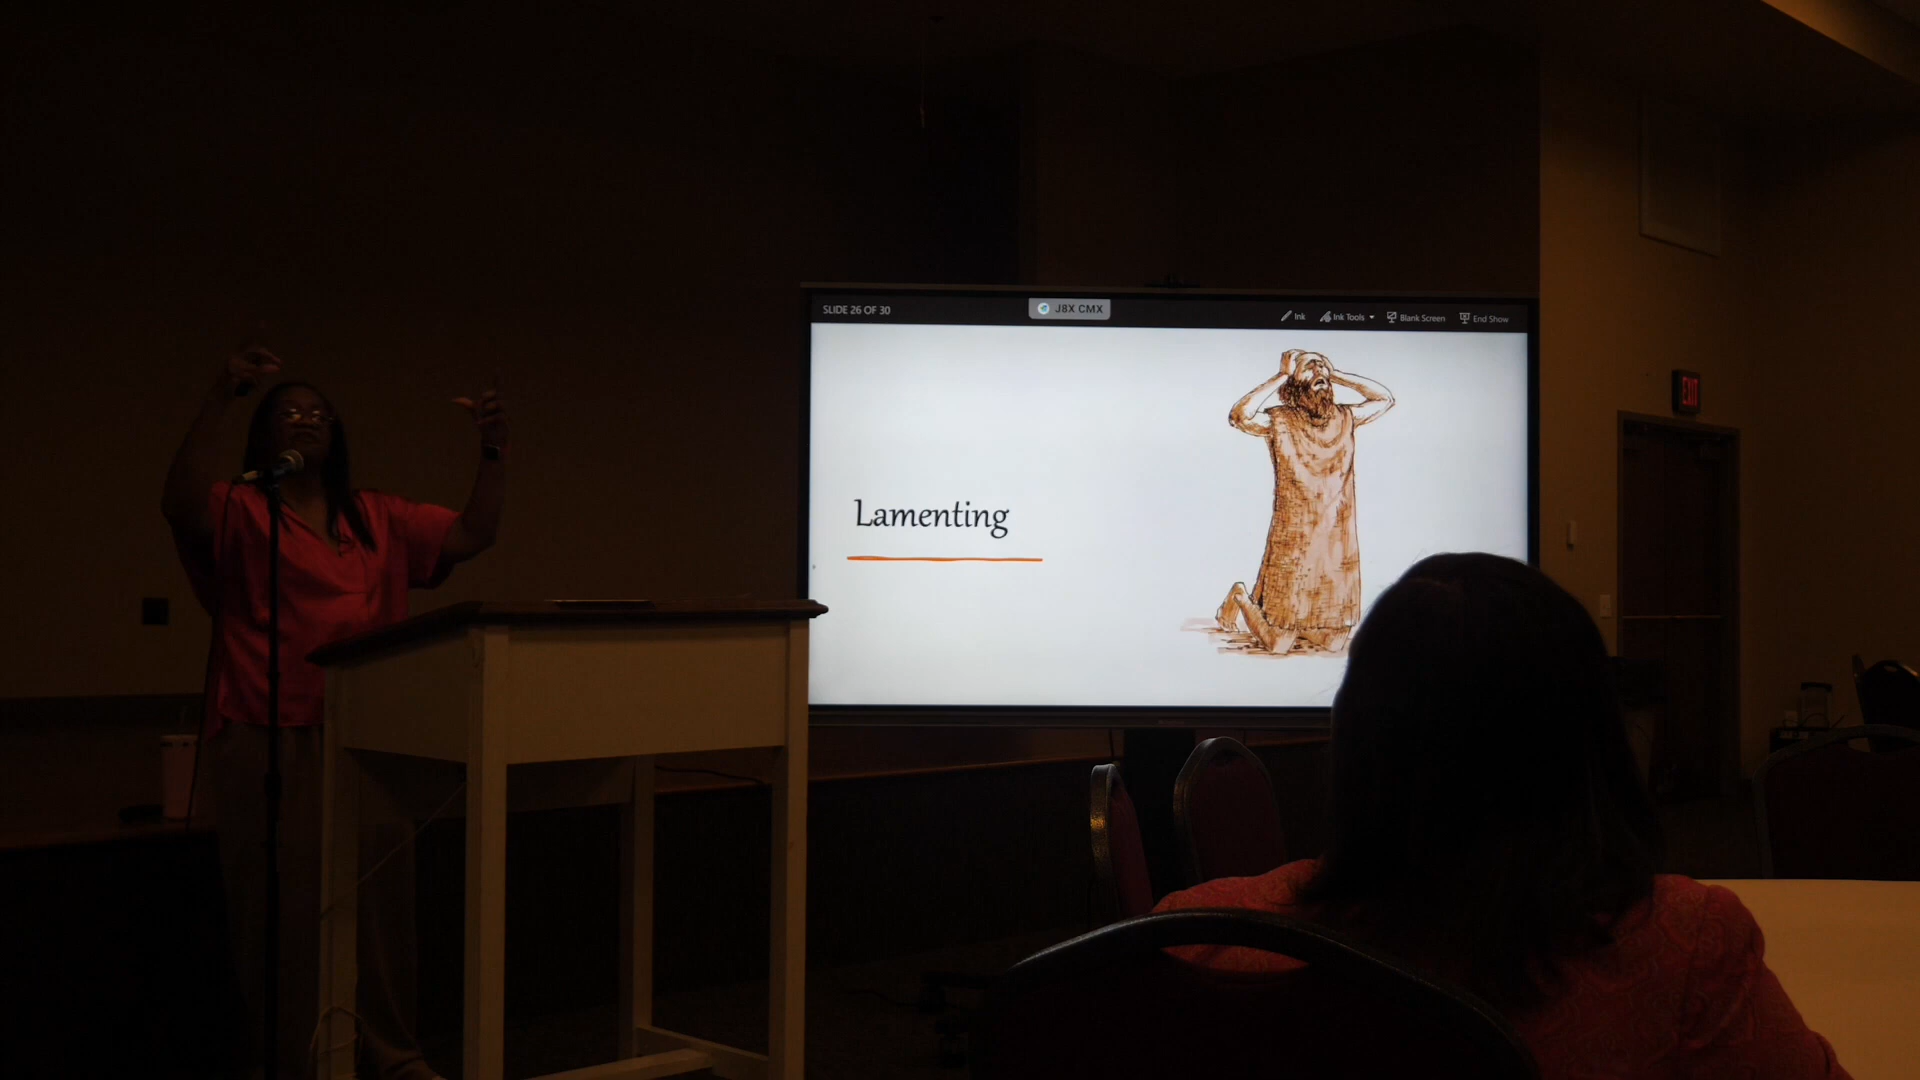 SLIDE 26 OF 30
J8X CMX
Ink
Ink Tools
Blank Screen
End Show
Lamenting
EXIT